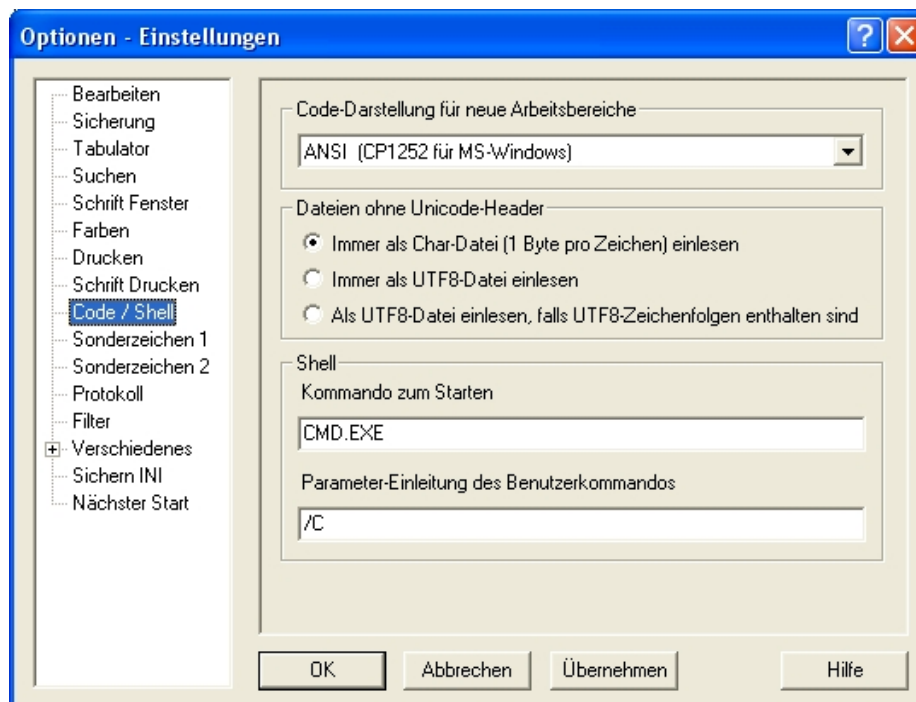 Optionen - Einstellungen
Bearbeiten
Sicherung
Tabulator
Suchen
Schrift Fenster
Farben
Drucken
Schrift Drucken
Code / Shell
Sonderzeichen 1
Sonderzeichen 2
Protokoll
Filter
Verschiedenes
Sichern INI
Nächster Start
Code-Darstellung für neue Arbeitsbereiche
ANSI (CP1252 für MS-Windows)
Dateien ohne Unicode-Header
Immer als Char-Datei (1 Byte pro Zeichen) einlesen
Immer als UTF8-Datei einlesen
Als UTF8-Datei einlesen, falls UTF8-Zeichenfolgen enthalten sind
Shell
Kommando zum Starten
CMD.EXE
Parameter-Einleitung des Benutzerkommandos
/C
OK
Abbrechen
Übernehmen
Hilfe